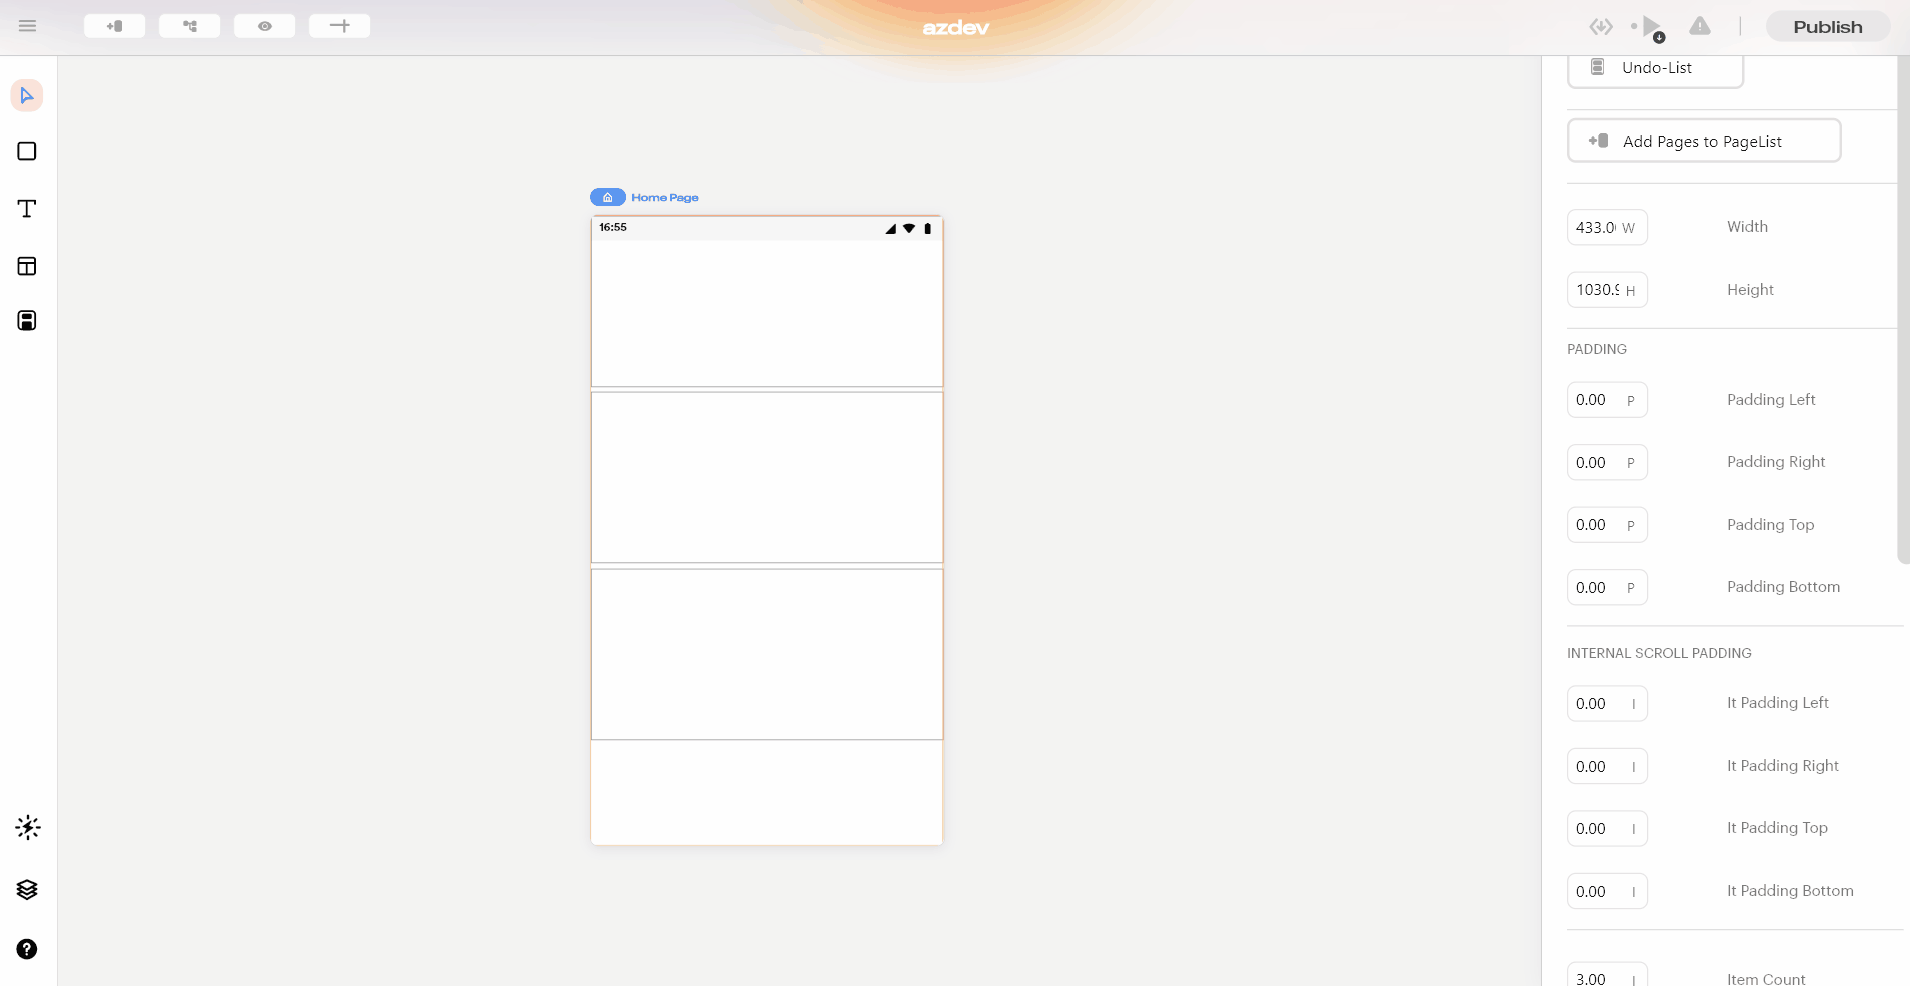 azdev
Publish
Undo-List
Add Pages to PageList
Home Page
16:55
433.0 W Width
1030.9 H Height
PADDING
0.00 P Padding Left
0.00 P Padding Right
0.00 P Padding Top
0.00 P Padding Bottom
INTERNAL SCROLL PADDING
0.00 I It Padding Left
0.00 I It Padding Right
0.00 I It Padding Top
0.00 I It Padding Bottom
3.00 I Item Count